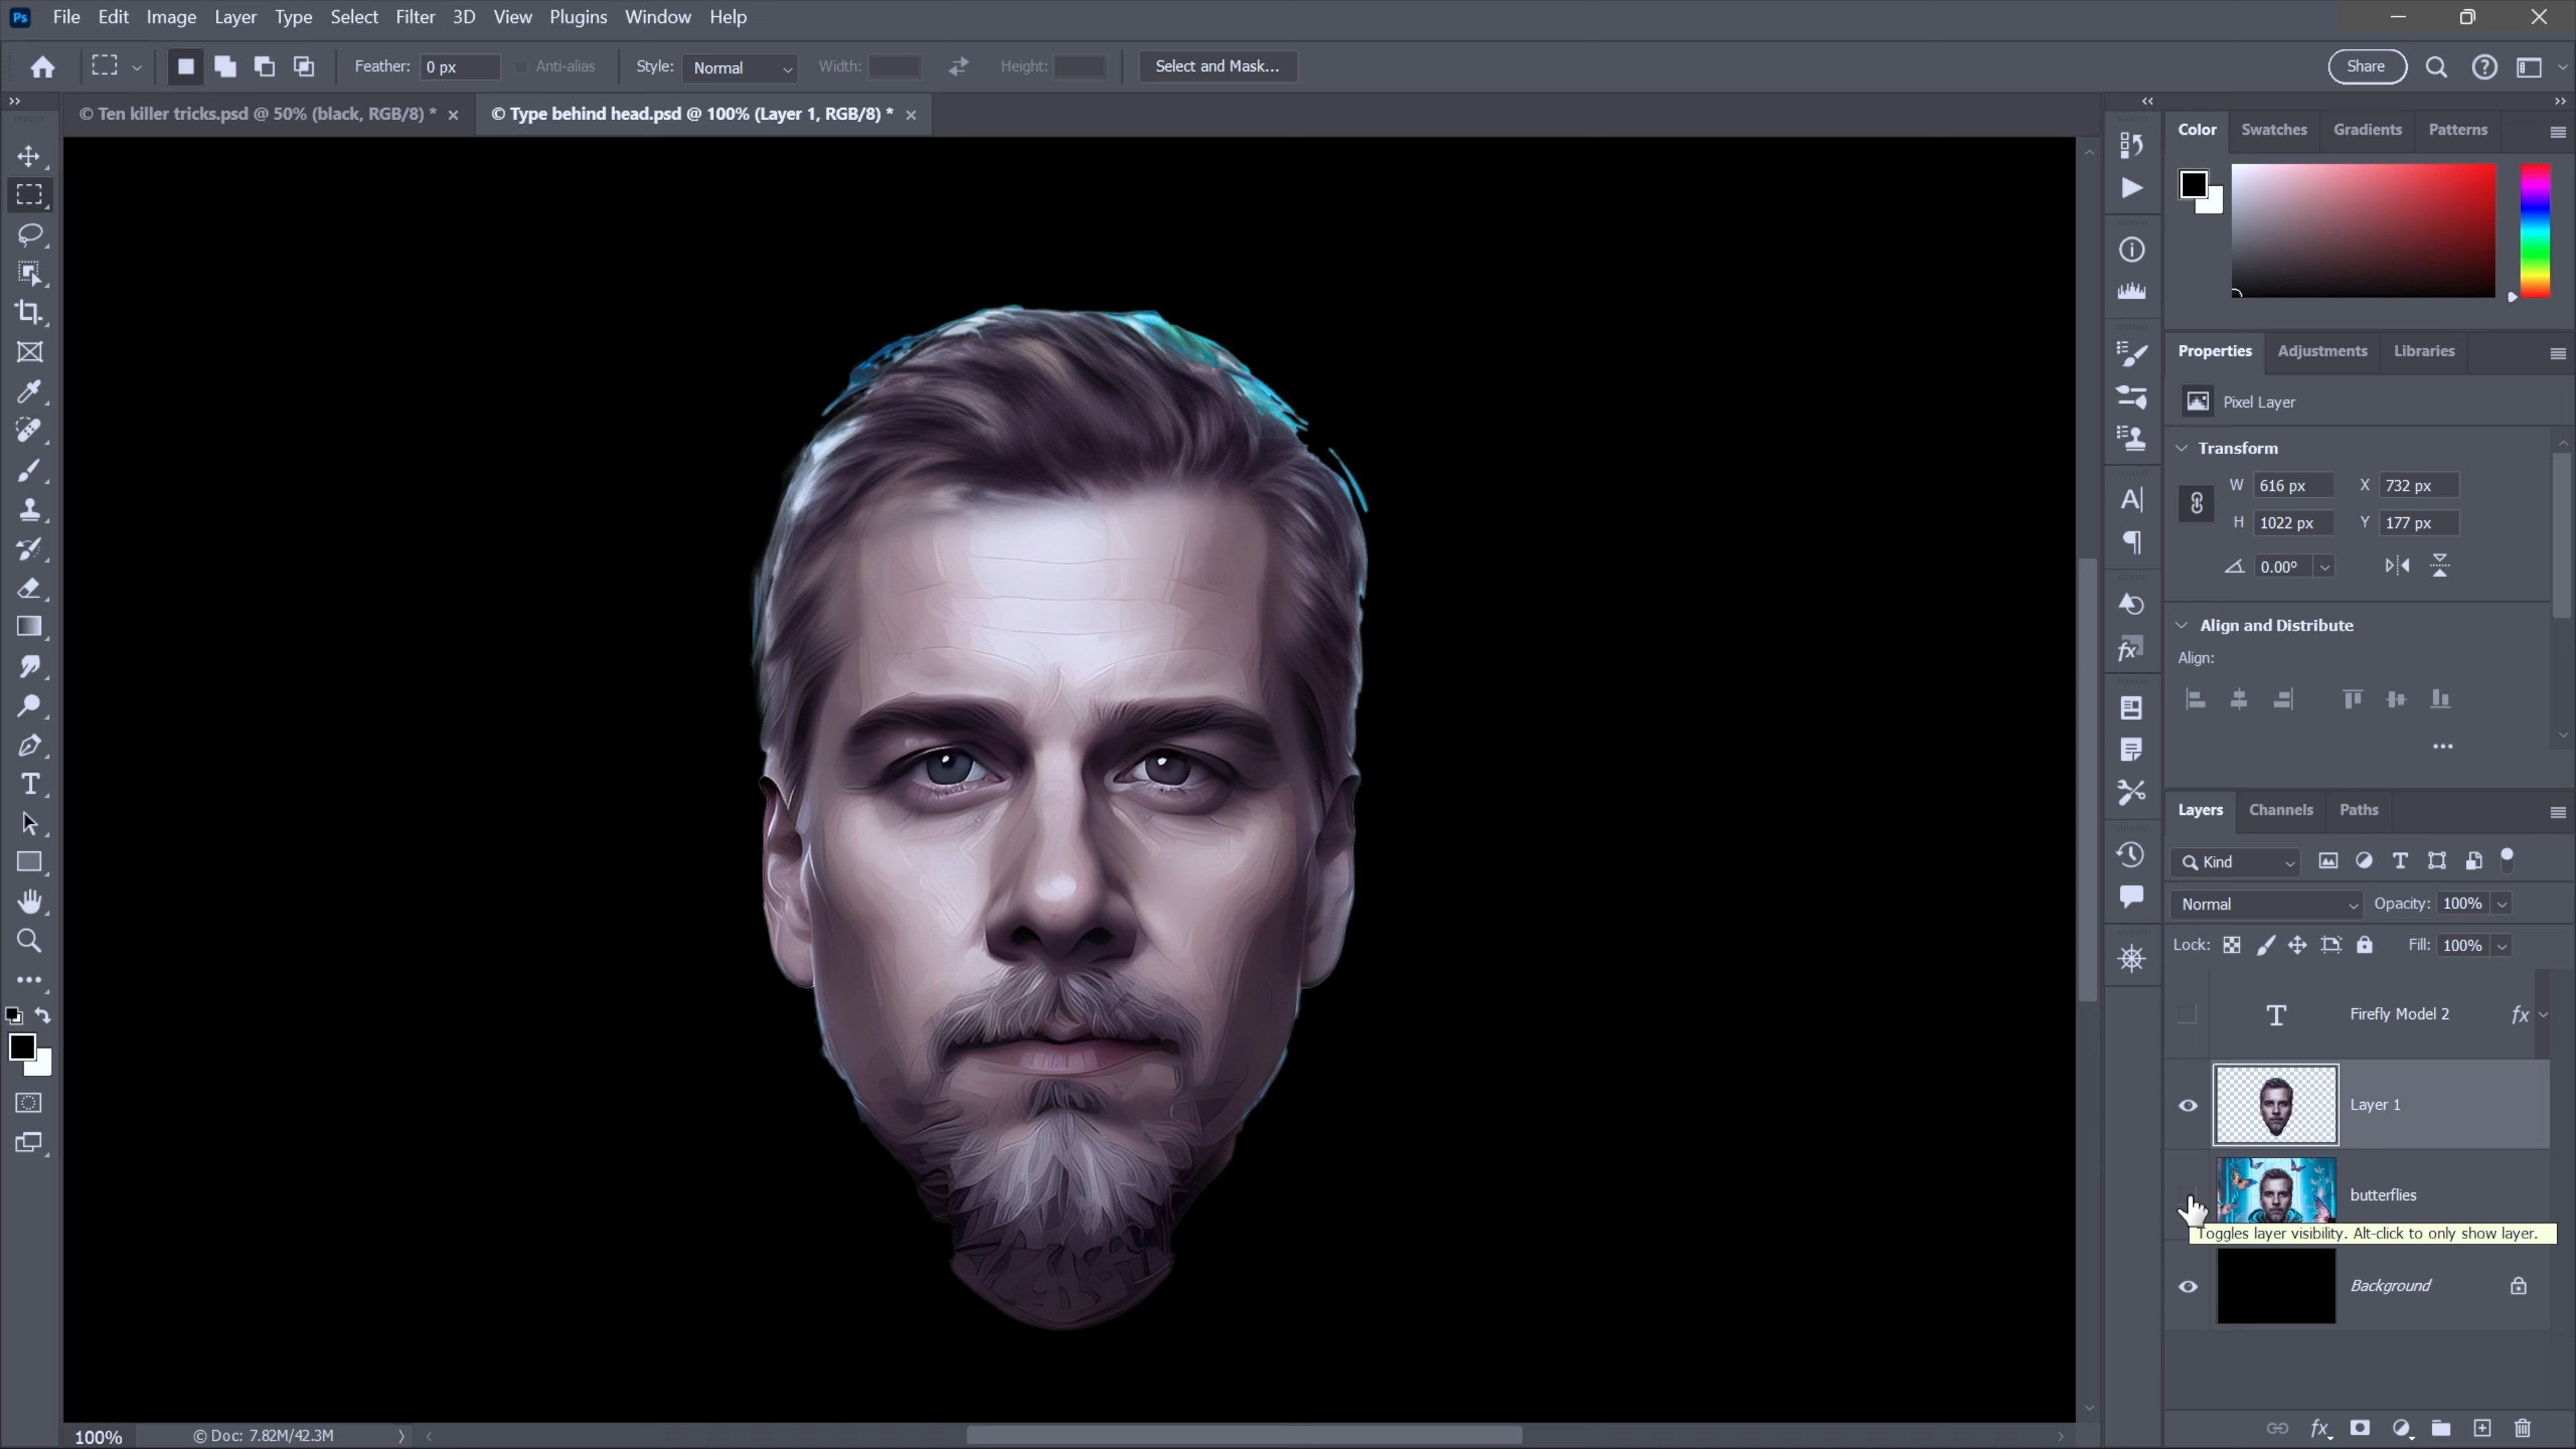 Ps File Edit Image Layer Type Select Filter 3D View Plugins Window Help
Feather: 0 px Anti-alias Style: Normal Width: Height: Select and Mask... Share
© Ten killer tricks.psd @ 50% (black, RGB/8) * × © Type behind head.psd @ 100% (Layer 1, RGB/8) * ×
Color Swatches Gradients Patterns
Properties Adjustments Libraries
Pixel Layer
Transform
W 616 px X 732 px
H 1022 px Y 177 px
0.00°
Align and Distribute
Align:
Layers Channels Paths
Kind
Normal Opacity: 100%
Lock: Fill: 100%
Firefly Model 2 fx
Layer 1
butterflies
Toggles layer visibility. Alt-click to only show layer.
Background
100% © Doc: 7.82M/42.3M